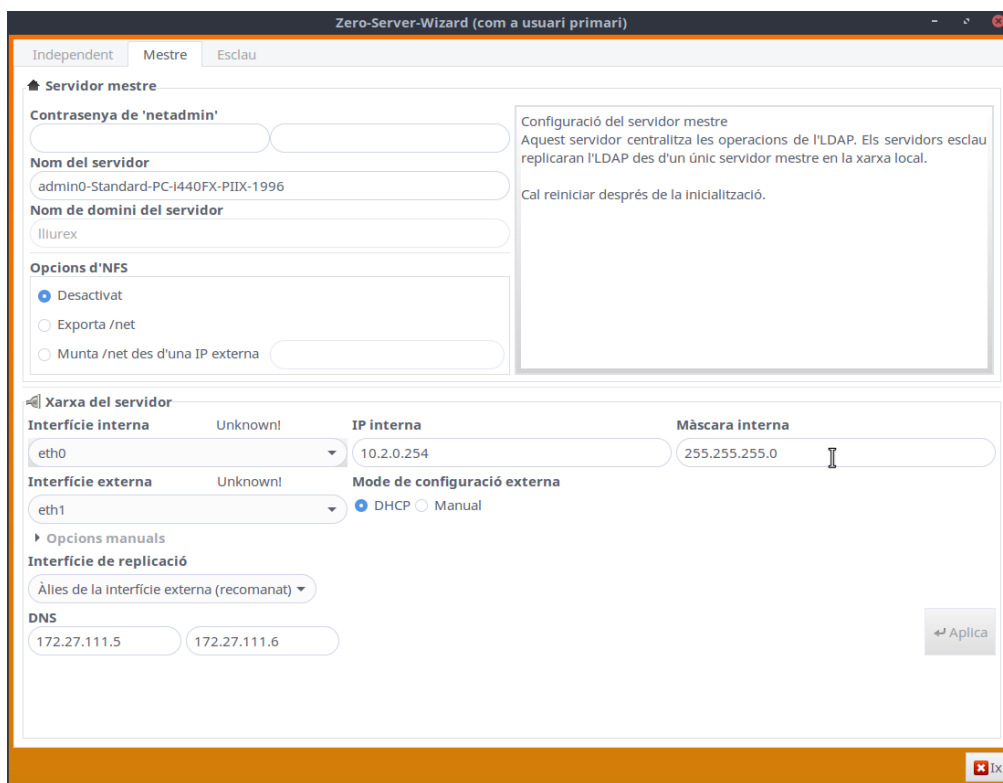 Zero-Server-Wizard (com a usuari primari)
Independent
Mestre
Esclau
Servidor mestre
Contrasenya de 'netadmin'
Nom del servidor
admin0-Standard-PC-i440FX-PIIX-1996
Nom de domini del servidor
lliurex
Opcions d'NFS
Desactivat
Exporta /net
Munta /net des d'una IP externa
Configuració del servidor mestre
Aquest servidor centralitza les operacions de l'LDAP. Els servidors esclau
replicaran l'LDAP des d'un únic servidor mestre en la xarxa local.
Cal reiniciar després de la inicialització.
Xarxa del servidor
Interfície interna Unknown! IP interna Màscara interna
eth0 10.2.0.254 255.255.255.0
Interfície externa Unknown! Mode de configuració externa
eth1 DHCP Manual
Opcions manuals
Interfície de replicació
Àlies de la interfície externa (recomanat)
DNS
172.27.111.5 172.27.111.6
Aplica
Ix